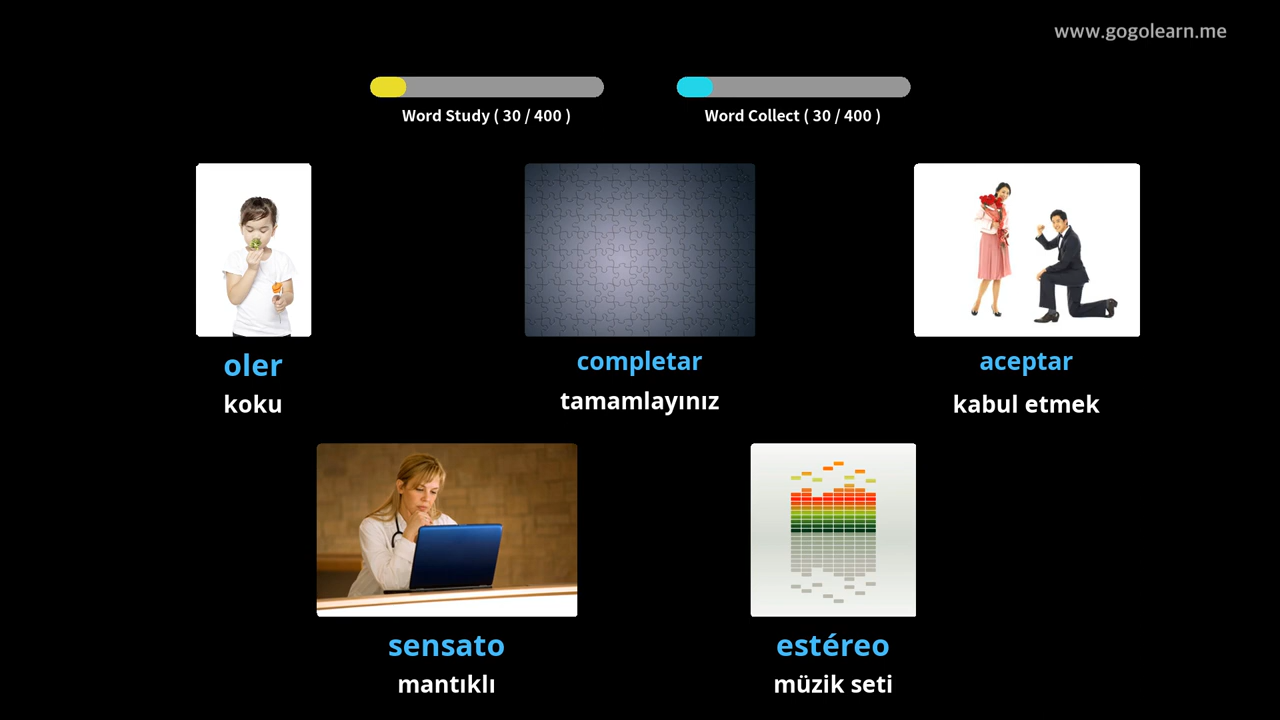 www.gogolearn.me
Word Study ( 30 / 400 )
Word Collect ( 30 / 400 )
oler
koku
completar
tamamlayınız
aceptar
kabul etmek
sensato
mantıklı
estéreo
müzik seti